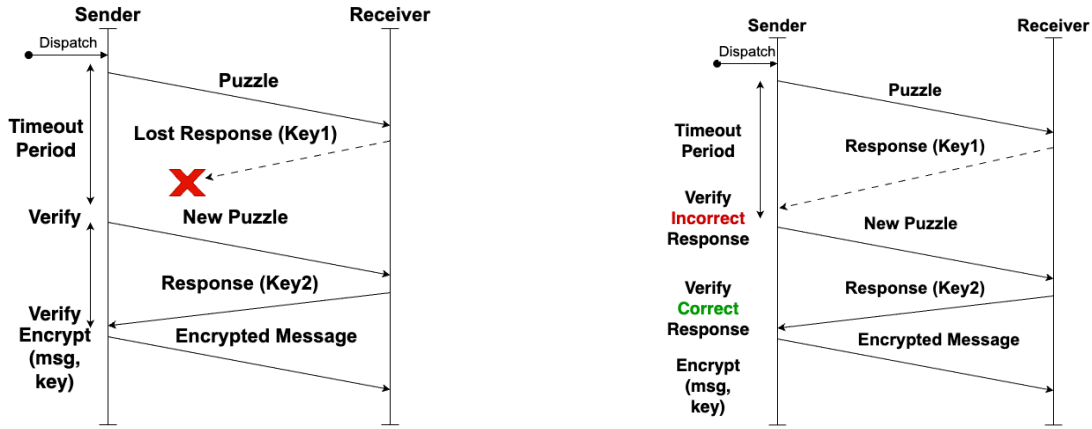 Sender
Receiver
Dispatch
Puzzle
Lost Response (Key1)
Timeout
Period
Verify
New Puzzle
Response (Key2)
Verify
Encrypt
(msg,
key)
Encrypted Message
Sender
Receiver
Dispatch
Puzzle
Timeout
Period
Response (Key1)
Verify
Incorrect
Response
New Puzzle
Verify
Correct
Response
Response (Key2)
Encrypted Message
Encrypt
(msg,
key)